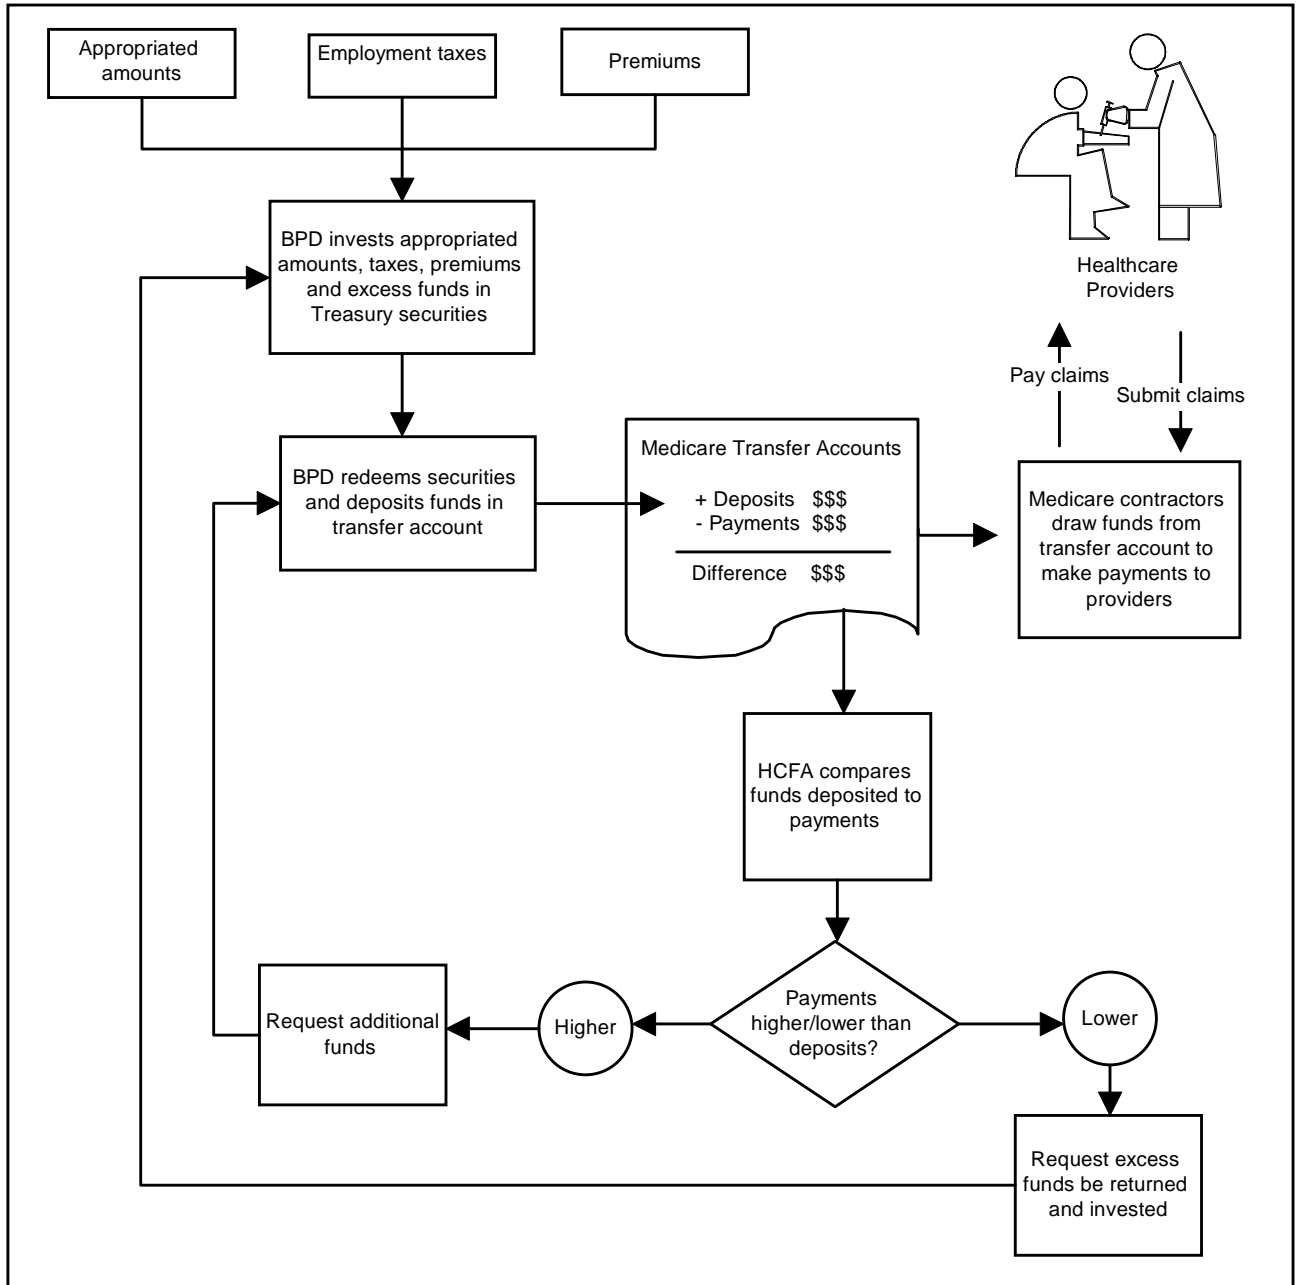 Appropriated
amounts
Employment taxes
Premiums
BPD invests appropriated
amounts, taxes, premiums
and excess funds in
Treasury securities
Healthcare
Providers
Pay claims
Submit claims
BPD redeems securities
and deposits funds in
transfer account
Medicare Transfer Accounts
+ Deposits $$$
- Payments $$$
Difference $$$
Medicare contractors
draw funds from
transfer account to
make payments to
providers
HCFA compares
funds deposited to
payments
Payments
higher/lower than
deposits?
Higher
Lower
Request additional
funds
Request excess
funds be returned
and invested